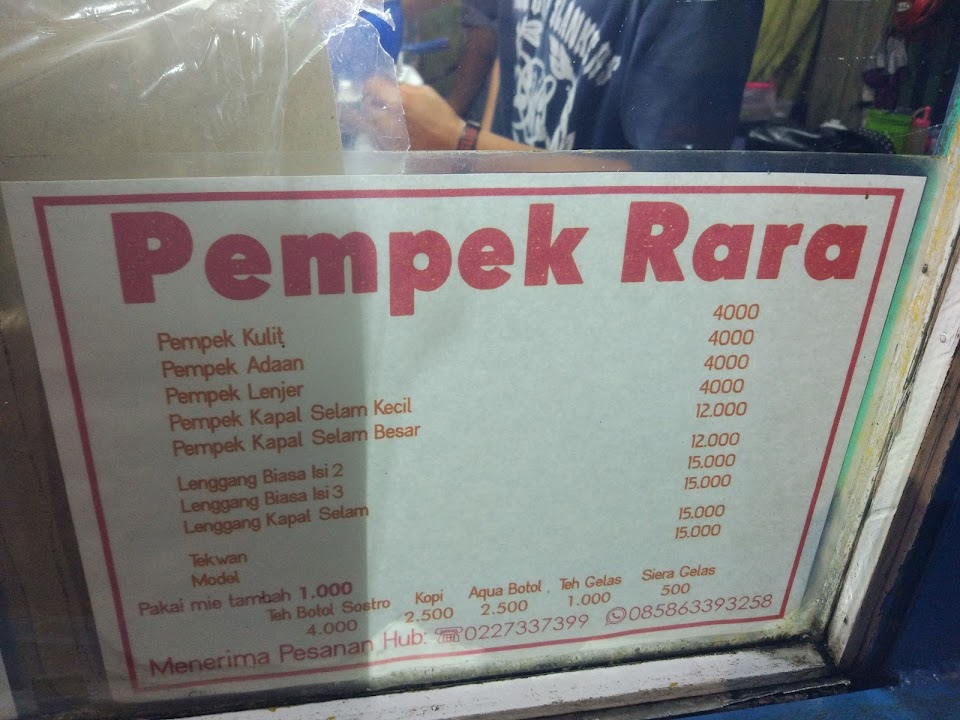 Pempek Rara
Pempek Kulit 4000
Pempek Adaan 4000
Pempek Lenjer 4000
Pempek Kapal Selam Kecil 4000
Pempek Kapal Selam Besar 12.000
Lenggang Biasa Isi 2 12.000
Lenggang Biasa Isi 3 15.000
Lenggang Kapal Selam 15.000
Tekwan 15.000
Model 15.000
Pakai mie tambah 1.000
Teh Botol Sostro Kopi Aqua Botol Teh Gelas Siera Gelas
4.000 2.500 2.500 1.000 500
Menerima Pesanan Hub: 0227337399 085863393258